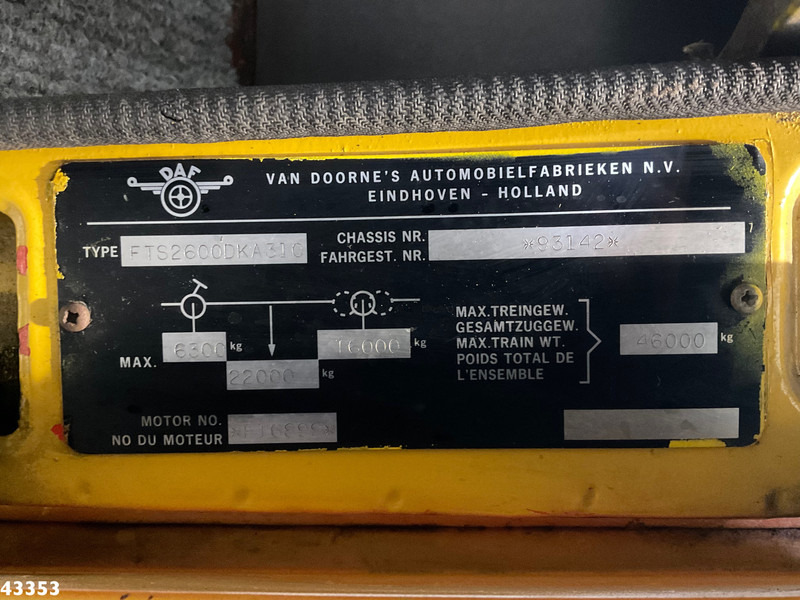 DAF
VAN DOORNE'S AUTOMOBIELFABRIEKEN N.V.
EINDHOVEN - HOLLAND
TYPE FTS2600DKA310
CHASSIS NR.
FAHRGEST. NR.
*93142*
MAX.
6300 kg
22000 kg
16000 kg
MAX. TREINGEW.
GESAMTZUGGEW.
MAX. TRAIN WT.
POIDS TOTAL DE
L'ENSEMBLE
46000 kg
MOTOR NO.
NO DU MOTEUR
43353